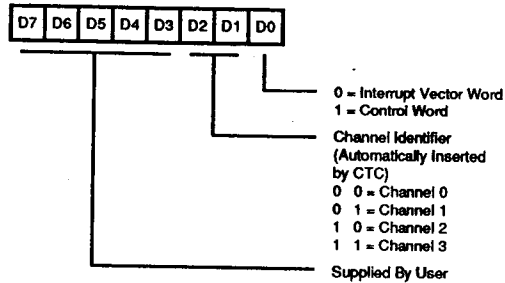 D7 D6 D5 D4 D3 D2 D1 D0
0 = Interrupt Vector Word
1 = Control Word
Channel Identifier
(Automatically Inserted
by CTC)
0 0 = Channel 0
0 1 = Channel 1
1 0 = Channel 2
1 1 = Channel 3
Supplied By User